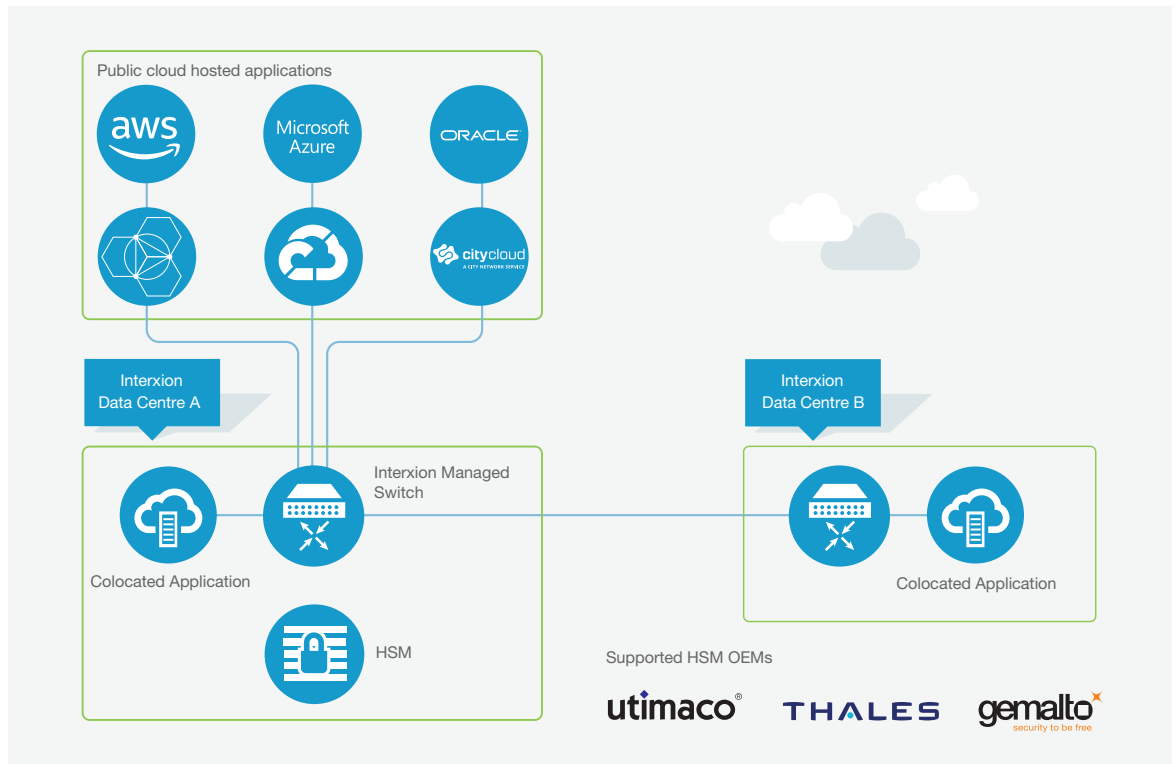 Public cloud hosted applications
aws
Microsoft
Azure
ORACLE
citycloud
A CITY NETWORK SERVICE
Interxion
Data Centre A
Interxion
Data Centre B
Interxion Managed
Switch
Colocated Application
Colocated Application
HSM
Supported HSM OEMs
utimaco®
THALES
gemalto
security to be free